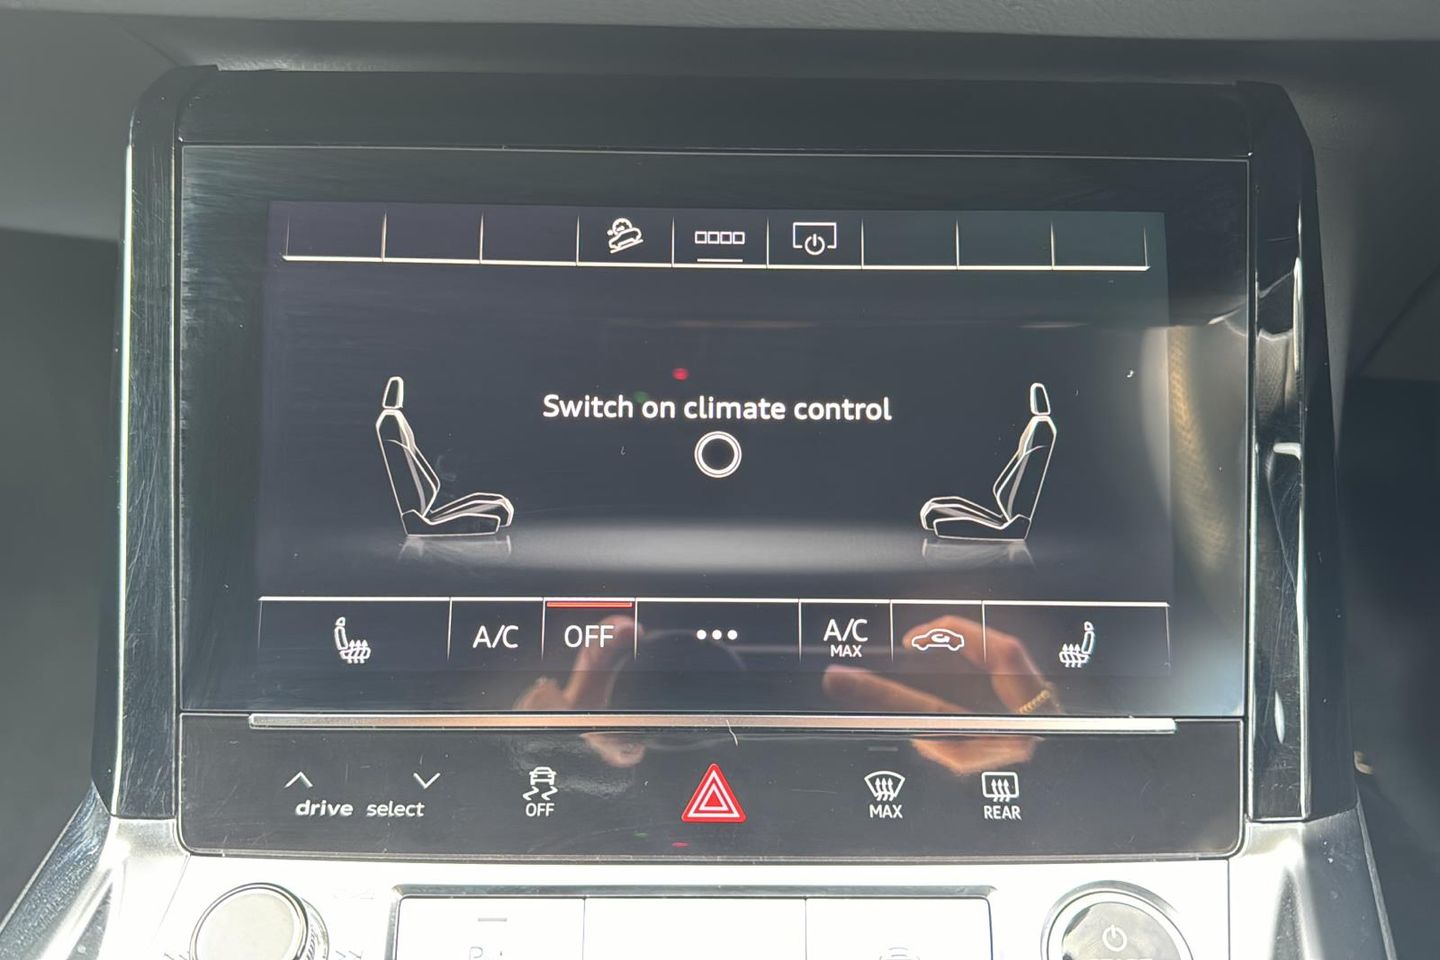 Switch on climate control
A/C
OFF
A/C
MAX
drive select
OFF
MAX
REAR